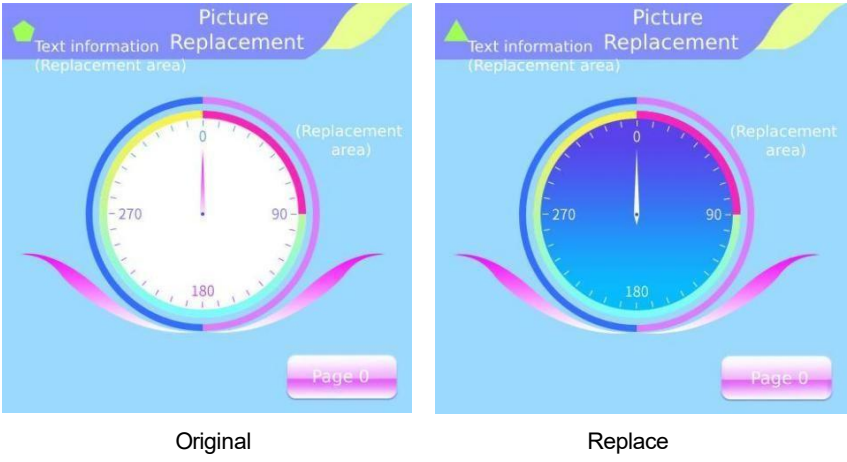 Picture
Replacement
Text information
(Replacement area)
(Replacement
area)
0
270
90
180
Page 0
Original
Picture
Replacement
Text information
(Replacement area)
(Replacement
area)
0
270
90
180
Page 0
Replace